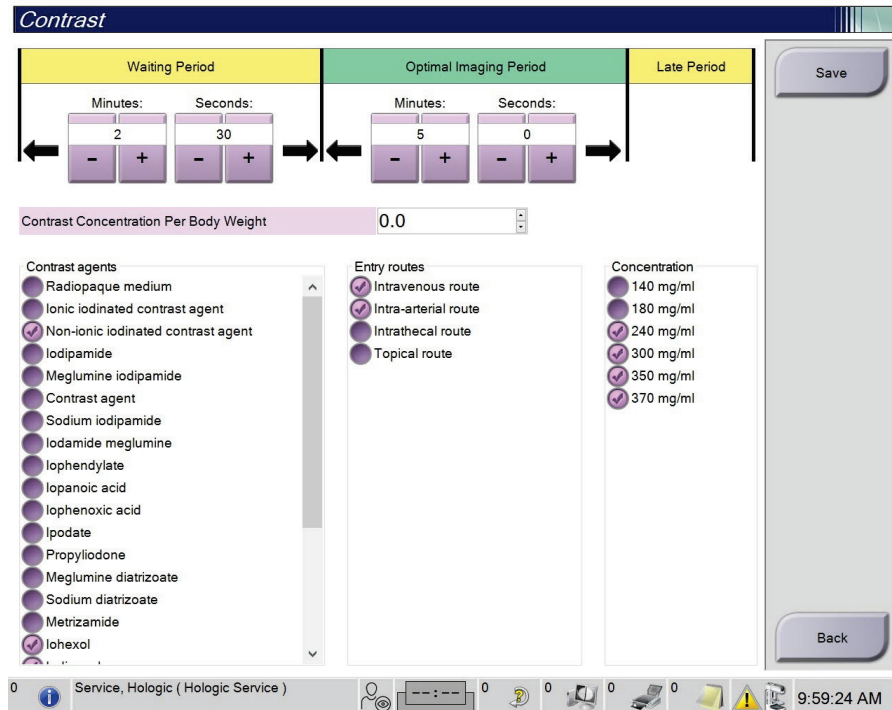 Contrast
Waiting Period
Optimal Imaging Period
Late Period
Save
Minutes:
Seconds:
Minutes:
Seconds:
2
30
5
0
- + - + - + - +
Contrast Concentration Per Body Weight
0.0
Contrast agents
Radiopaque medium
Ionic iodinated contrast agent
Non-ionic iodinated contrast agent
Iodipamide
Meglumine iodipamide
Contrast agent
Sodium iodipamide
Iodamide meglumine
Iophendylate
Iopanoic acid
Iophenoxic acid
Ipodate
Propyliodone
Meglumine diatrizoate
Sodium diatrizoate
Metrizamide
Iohexol
Entry routes
Intravenous route
Intra-arterial route
Intrathecal route
Topical route
Concentration
140 mg/ml
180 mg/ml
240 mg/ml
300 mg/ml
350 mg/ml
370 mg/ml
Back
0
Service, Hologic ( Hologic Service )
--:--
0
0
0
0
9:59:24 AM